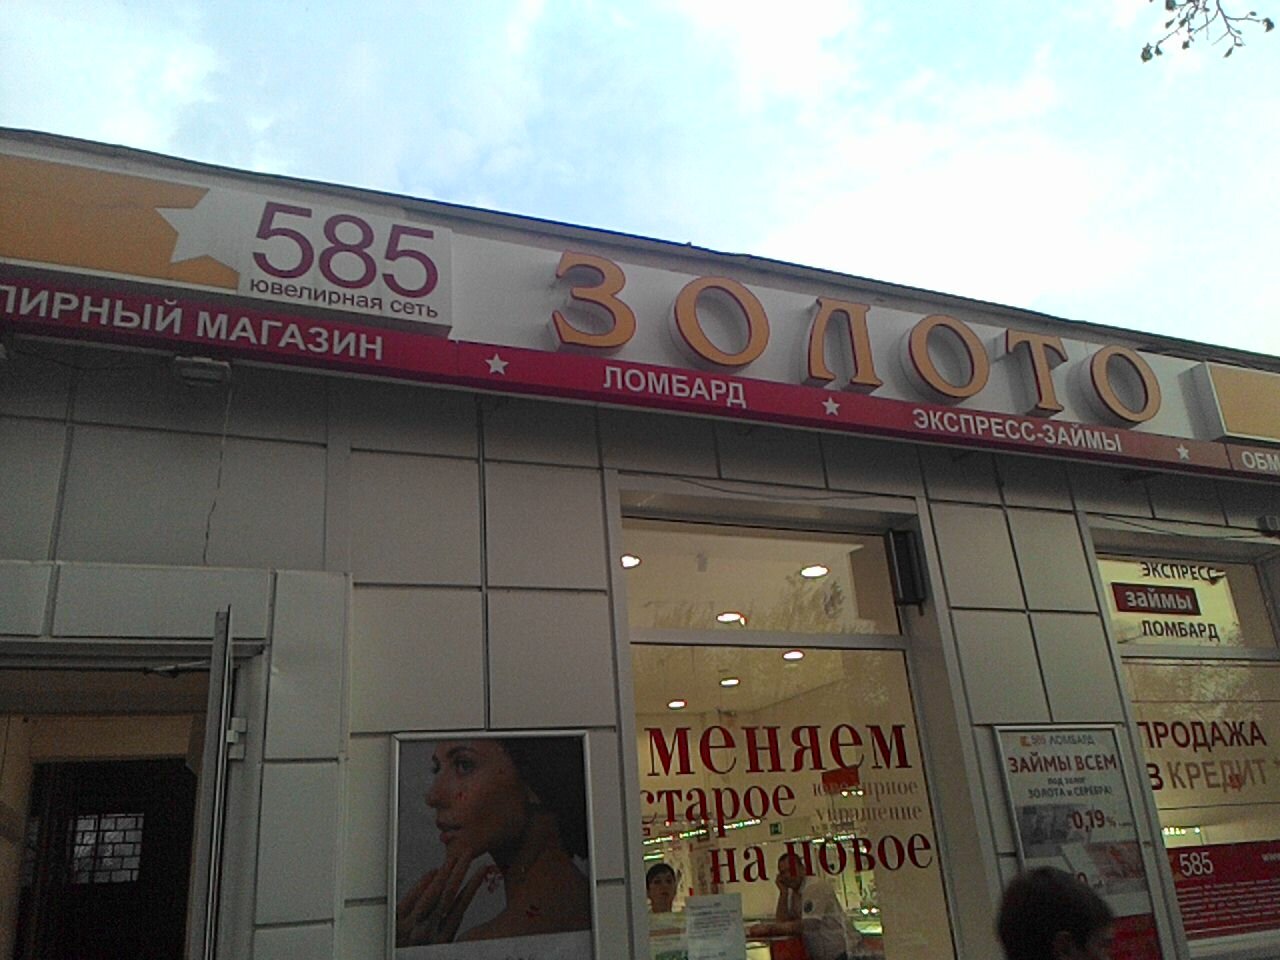 585
ювелирная сеть
ЗОЛОТО
ЛИРНЫЙ МАГАЗИН
ЛОМБАРД
ЭКСПРЕСС-ЗАЙМЫ
ОБМ
меняем
старое
ювелирное
украшение
на новое
ЭКСПРЕСС
займы
ЛОМБАРД
585 ЛОМБАРД
ЗАЙМЫ ВСЕМ
под залог
ЗОЛОТА и СЕРЕБРА!
0,19%
ПРОДАЖА
В КРЕДИТ*
585